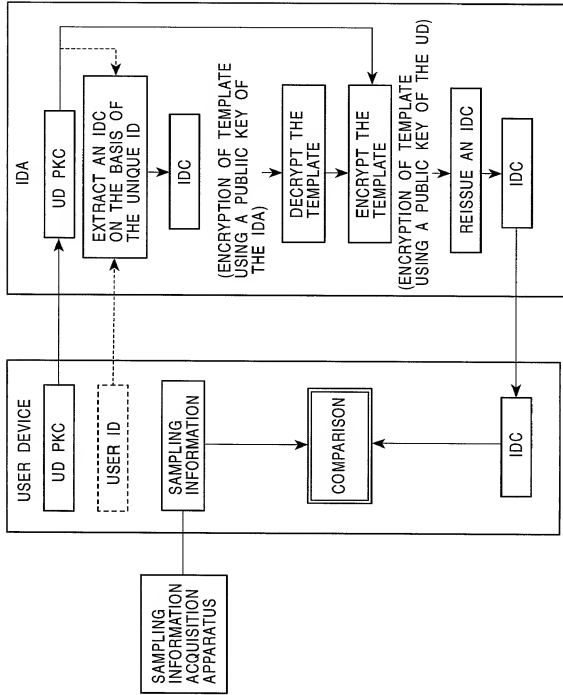 IDA
UD PKC
EXTRACT AN IDC
ON THE BASIS OF
THE UNIQUE ID
IDC
(ENCRYPTION OF TEMPLATE
USING A PUBLIC KEY OF
THE IDA)
DECRYPT THE
TEMPLATE
ENCRYPT THE
TEMPLATE
(ENCRYPTION OF TEMPLATE
USING A PUBLIC KEY OF THE UD)
REISSUE AN IDC
IDC
USER DEVICE
UD PKC
USER ID
SAMPLING
INFORMATION
COMPARISON
IDC
SAMPLING
INFORMATION
ACQUISITION
APPARATUS